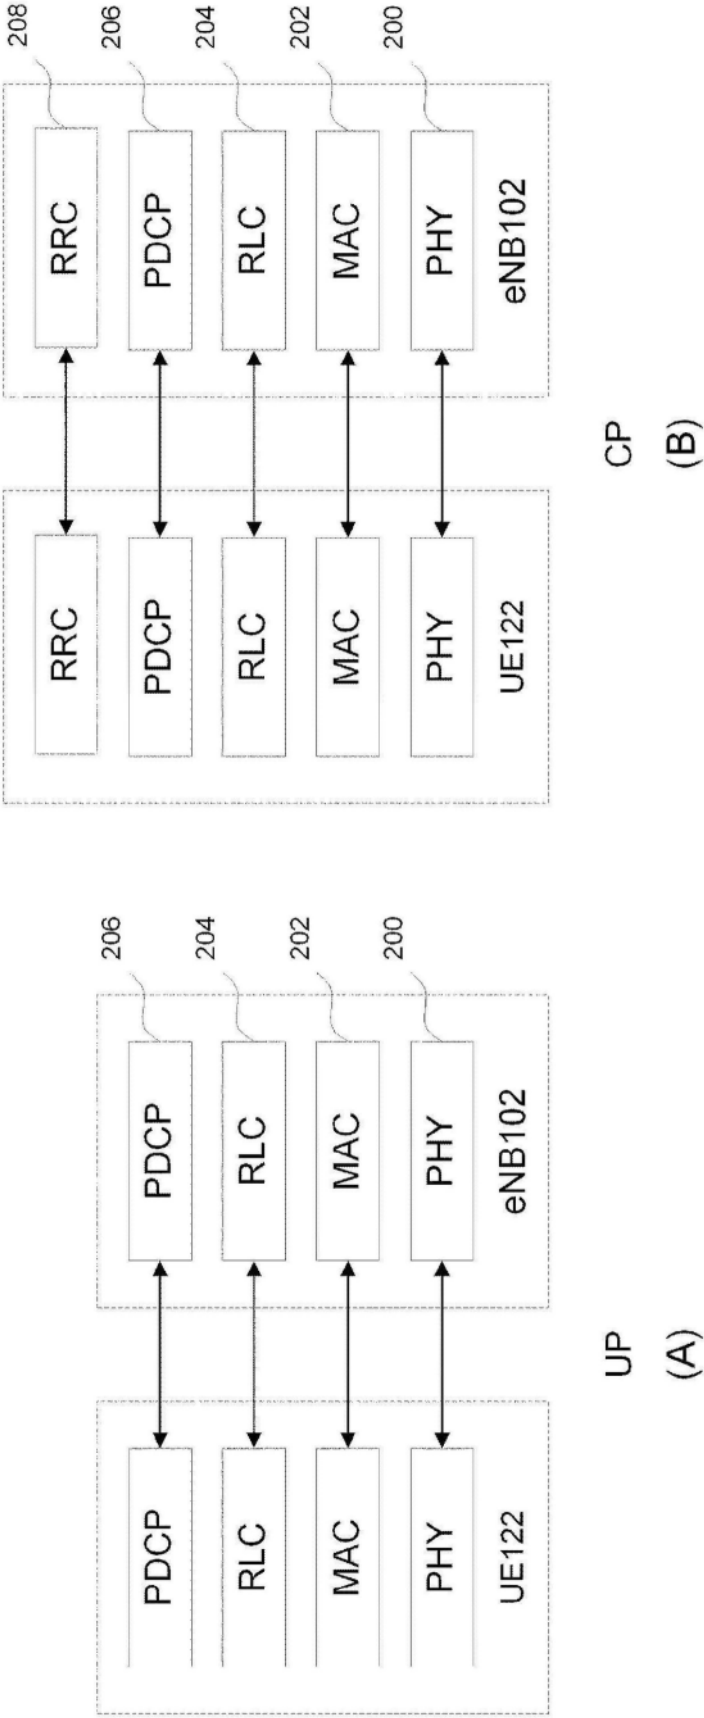 PDCP
PDCP
206
RLC
RLC
204
MAC
MAC
202
PHY
PHY
200
UE122
eNB102
UP
(A)
RRC
RRC
208
PDCP
PDCP
206
RLC
RLC
204
MAC
MAC
202
PHY
PHY
200
UE122
eNB102
CP
(B)